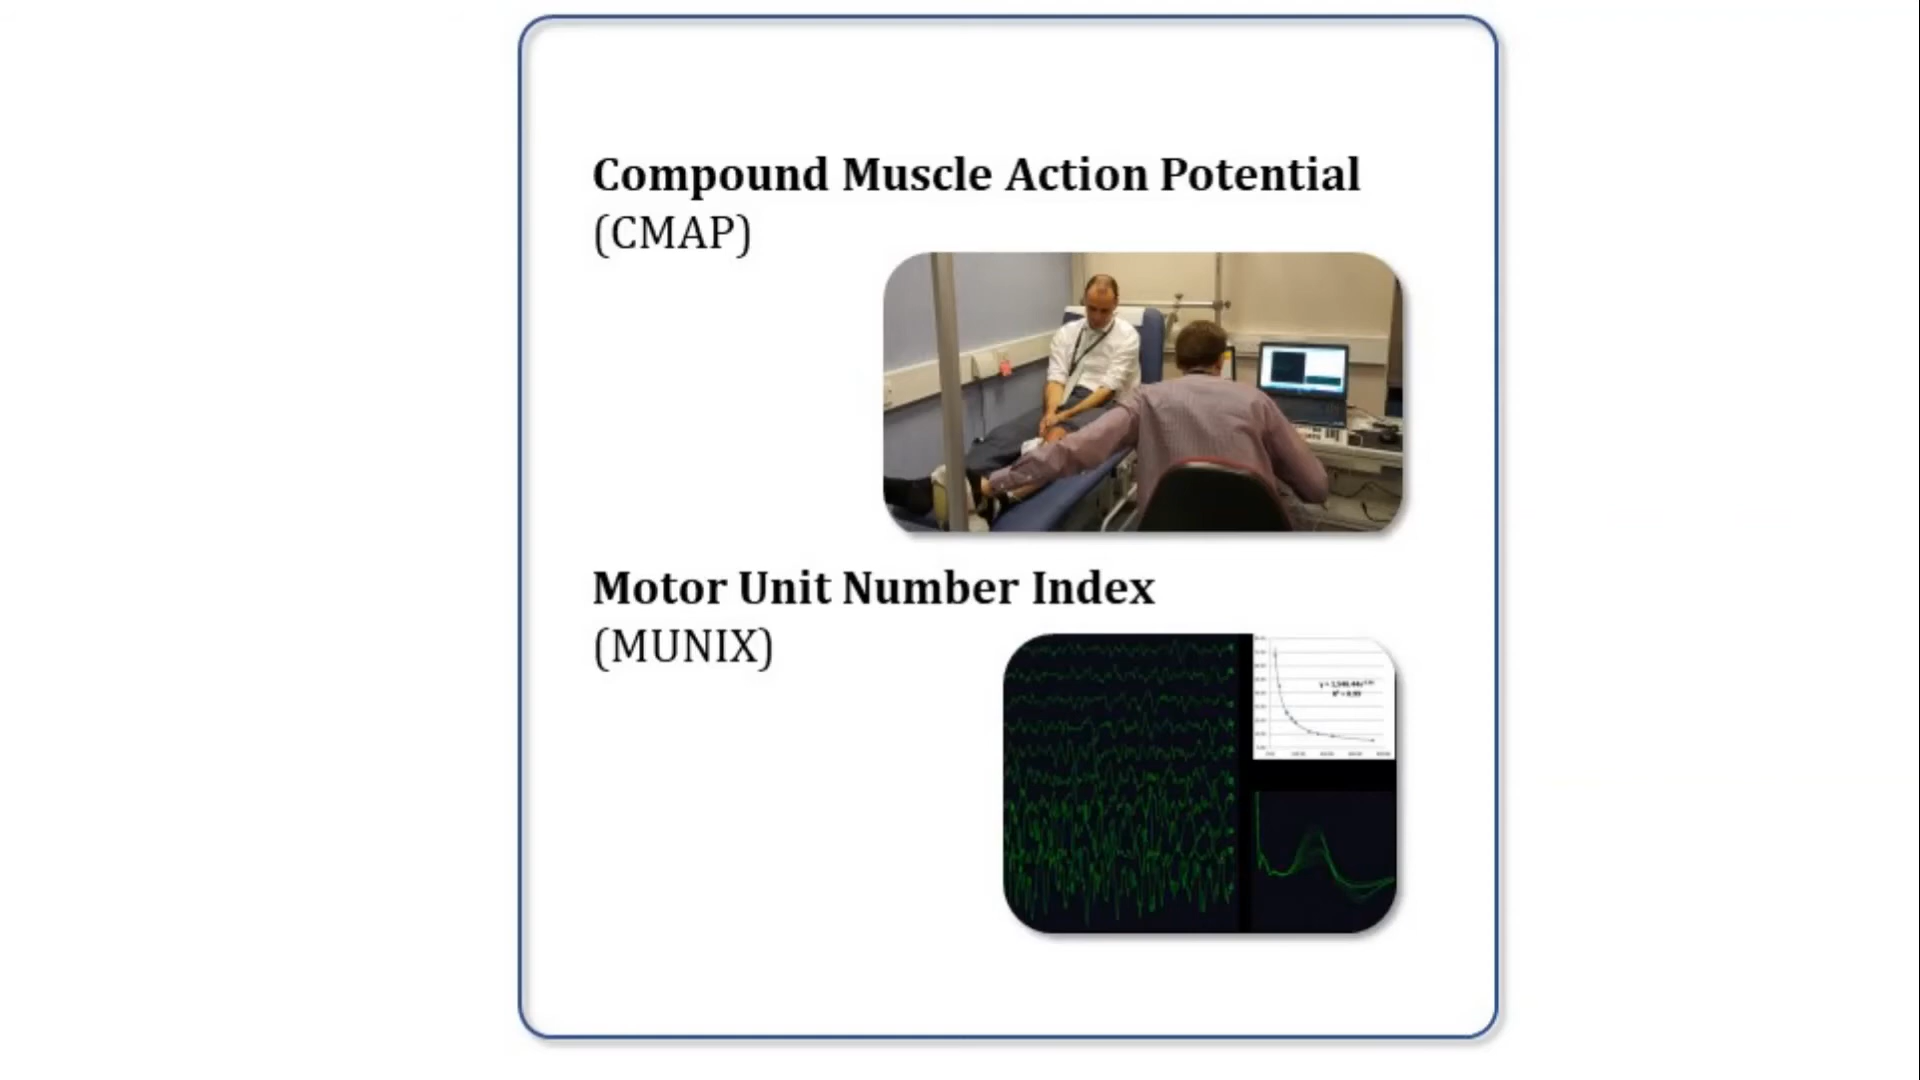 Compound Muscle Action Potential
(CMAP)
Motor Unit Number Index
(MUNIX)